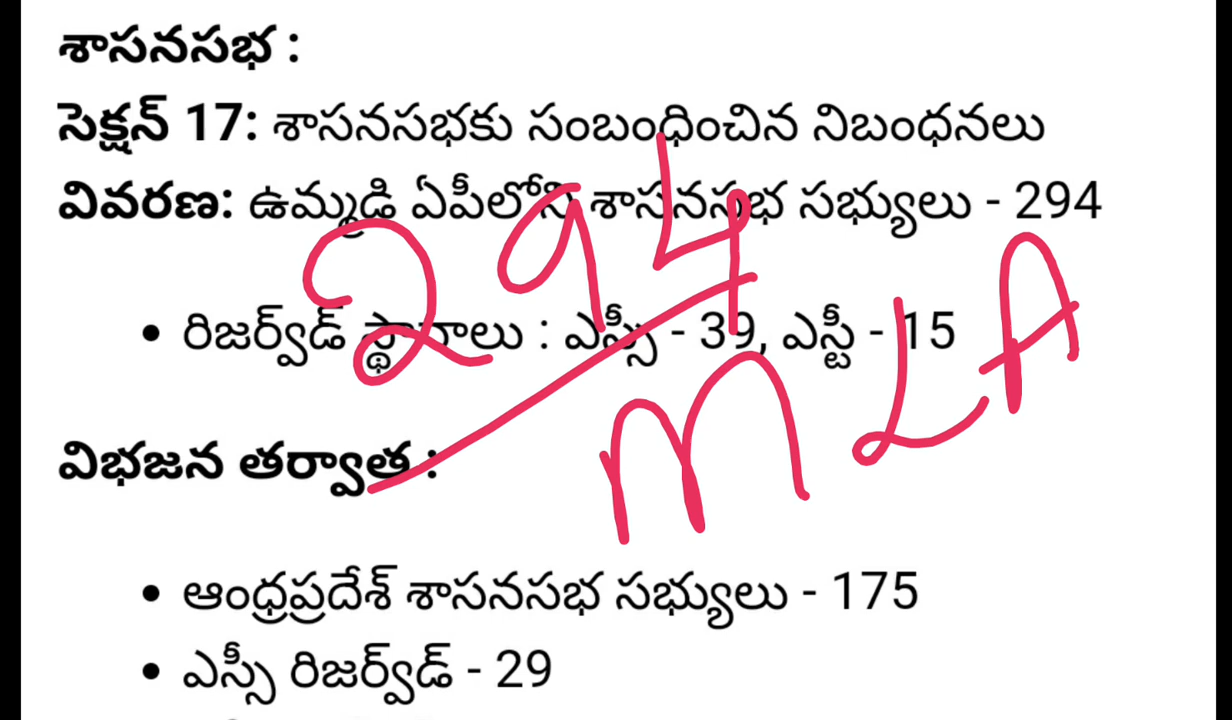 శాసనసభ :
సెక్షన్ 17: శాసనసభకు సంబంధించిన నిబంధనలు
వివరణ: ఉమ్మడి ఏపీలోని శాసనసభ సభ్యులు - 294
294
• రిజర్వ్‌డ్ స్థానాలు : ఎస్సీ - 39, ఎస్టీ - 15
MLA
విభజన తర్వాత :
• ఆంధ్రప్రదేశ్ శాసనసభ సభ్యులు - 175
• ఎస్సీ రిజర్వ్‌డ్ - 29